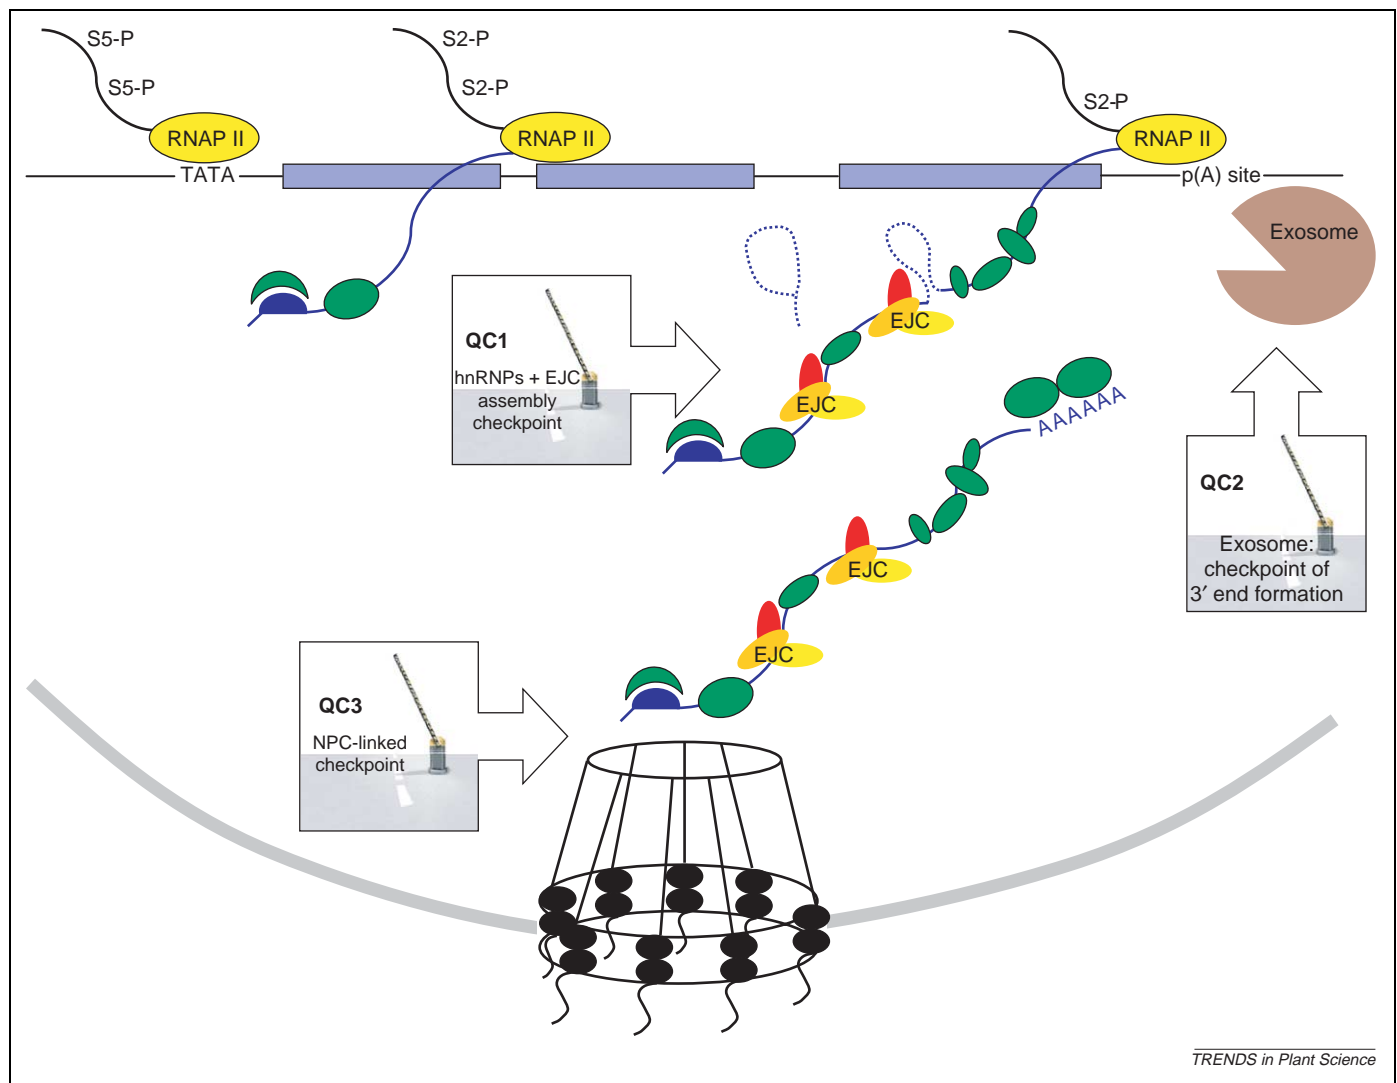 S5-P
S5-P
RNAP II
TATA
S2-P
S2-P
RNAP II
S2-P
RNAP II
p(A) site
Exosome
QC1
hnRNPs + EJC
assembly
checkpoint
EJC
EJC
AAAAAA
QC2
Exosome:
checkpoint of
3′ end formation
EJC
EJC
QC3
NPC-linked
checkpoint
TRENDS in Plant Science